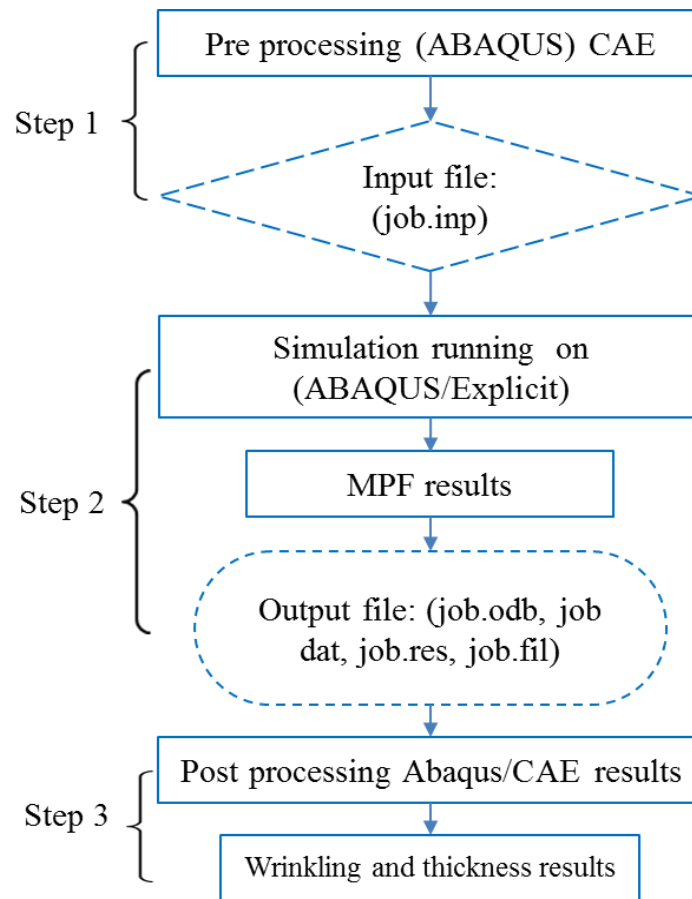 Pre processing (ABAQUS) CAE
Step 1
Input file:
(job.inp)
Simulation running on
(ABAQUS/Explicit)
Step 2
MPF results
Output file: (job.odb, job
dat, job.res, job.fil)
Post processing Abaqus/CAE results
Step 3
Wrinkling and thickness results